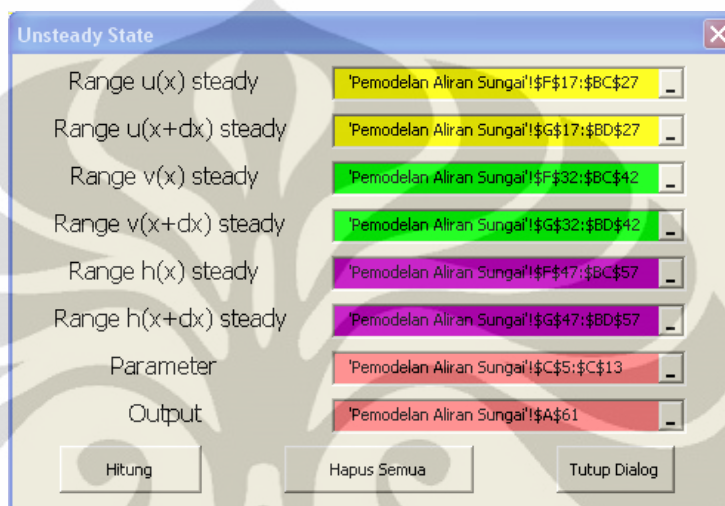 Unsteady State
Range u(x) steady 'Pemodelan Aliran Sungai'!$F$17:$BC$27 _
Range u(x+dx) steady 'Pemodelan Aliran Sungai'!$G$17:$BD$27 _
Range v(x) steady 'Pemodelan Aliran Sungai'!$F$32:$BC$42 _
Range v(x+dx) steady 'Pemodelan Aliran Sungai'!$G$32:$BD$42 _
Range h(x) steady 'Pemodelan Aliran Sungai'!$F$47:$BC$57 _
Range h(x+dx) steady 'Pemodelan Aliran Sungai'!$G$47:$BD$57 _
Parameter 'Pemodelan Aliran Sungai'!$C$5:$C$13 _
Output 'Pemodelan Aliran Sungai'!$A$61 _
Hitung Hapus Semua Tutup Dialog